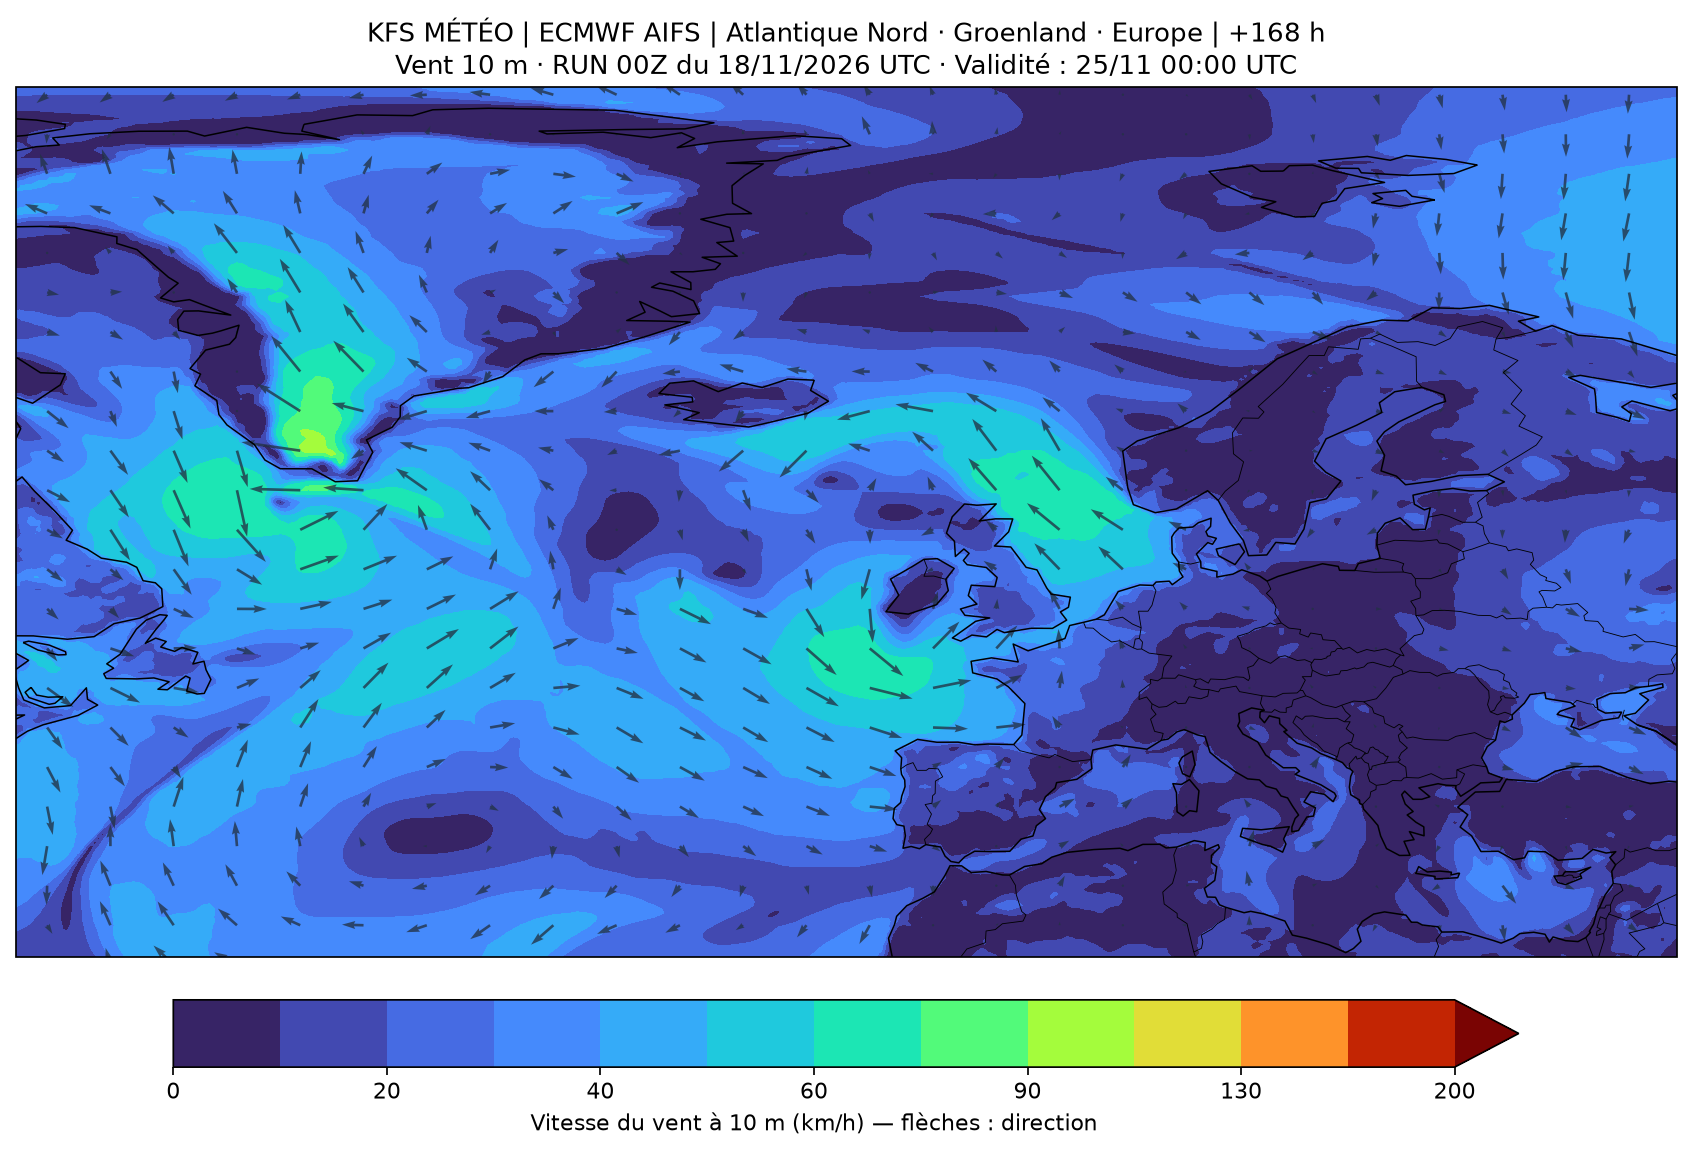 KFS MÉTÉO | ECMWF AIFS | Atlantique Nord · Groenland · Europe | +168 h
Vent 10 m · RUN 00Z du 18/11/2026 UTC · Validité : 25/11 00:00 UTC
0 20 40 60 90 130 200
Vitesse du vent à 10 m (km/h) — flèches : direction